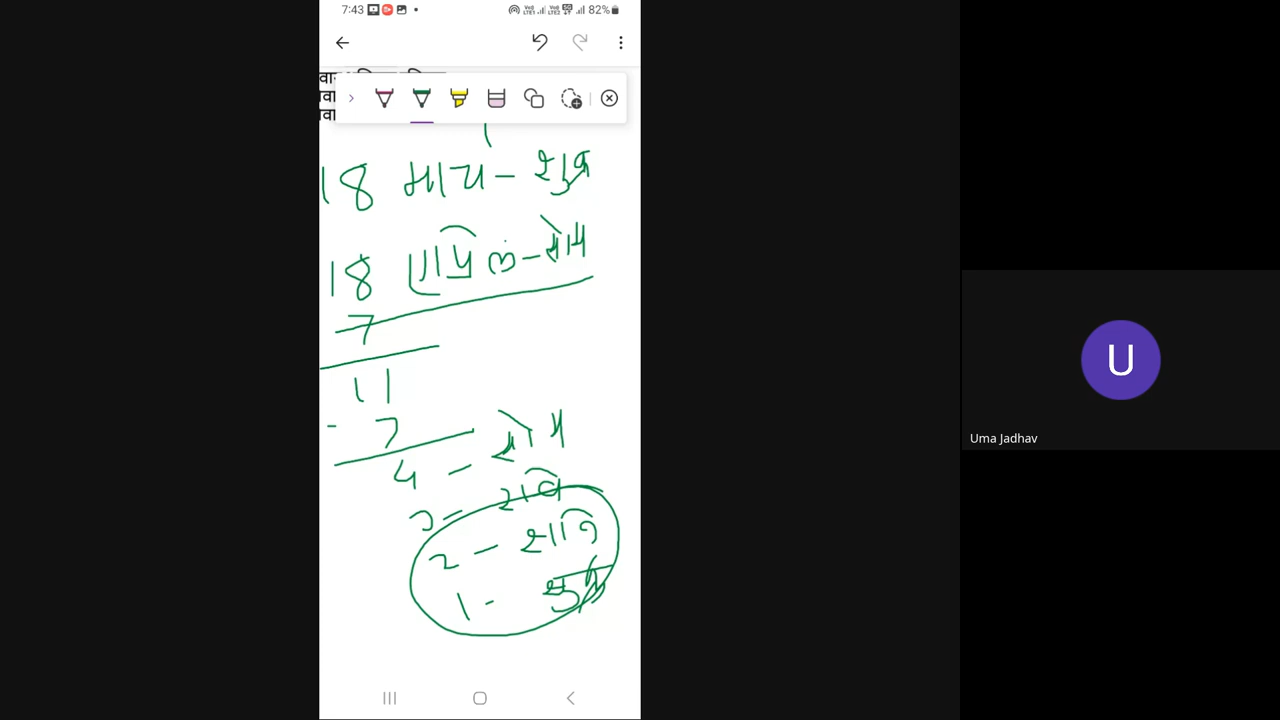 7:43 82%
18 मार्च - शुक्र
18 एप्रिल - सोम
7
11
- 7
4 - सोम
3 - रवि
2 - शनि
1 -
U
Uma Jadhav